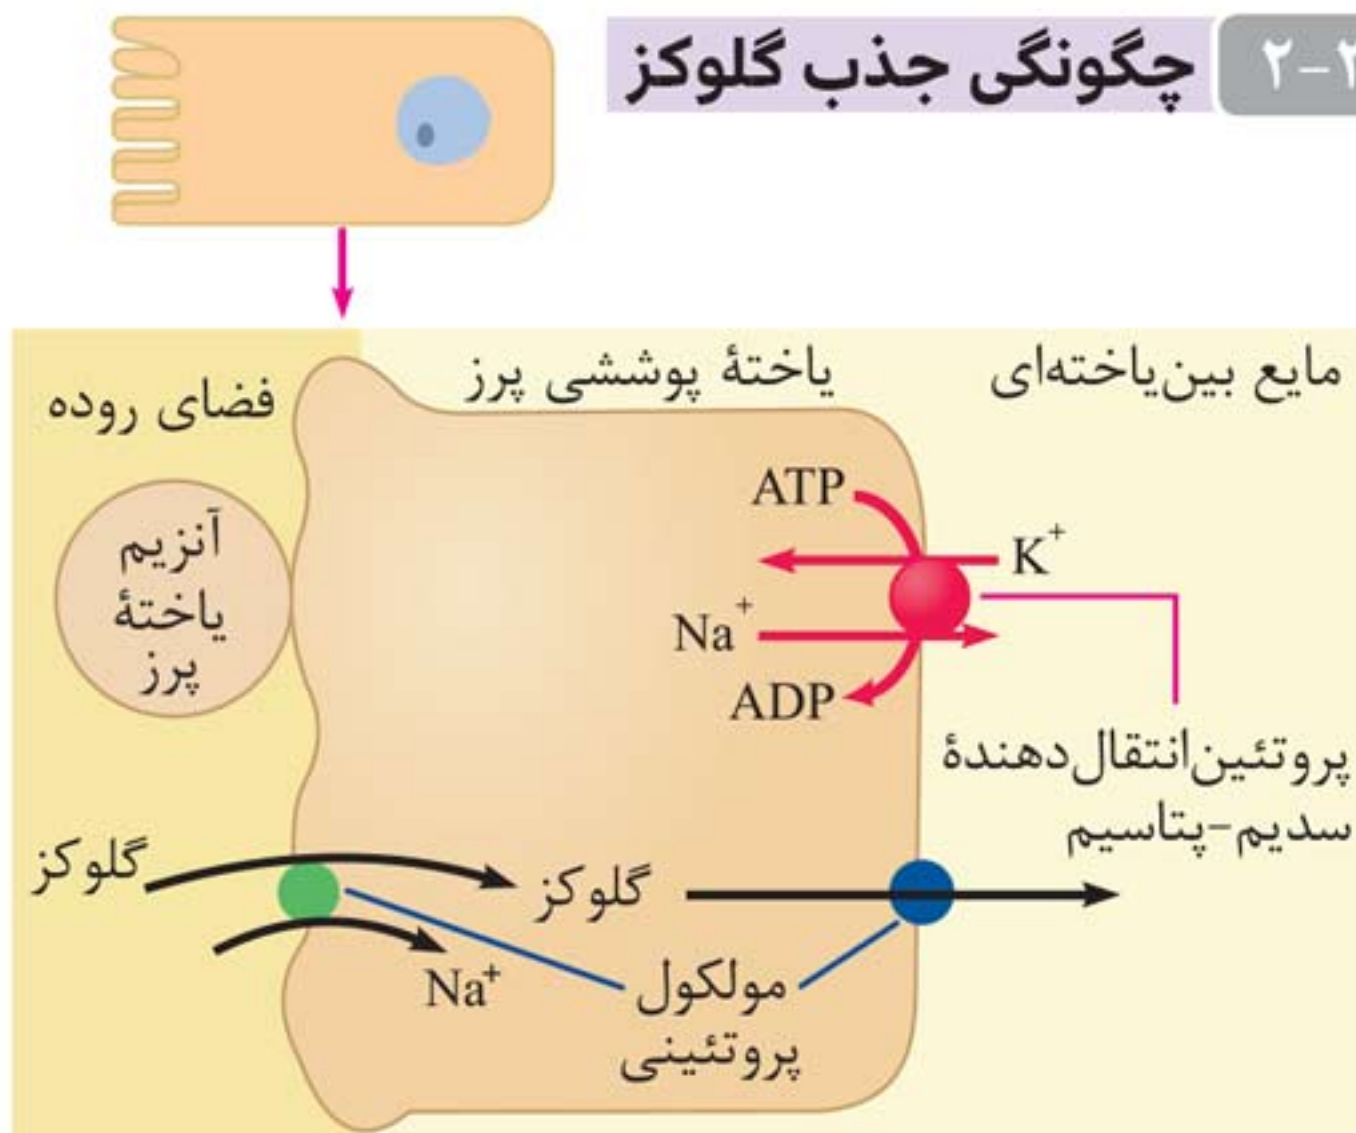 ۲-۲ چگونگی جذب گلوکز
مایع بین‌یاخته‌ای
یاختهٔ پوششی پرز
فضای روده
آنزیم
یاختهٔ
پرز
ATP
K⁺
Na⁺
ADP
پروتئین‌انتقال‌دهندهٔ
سدیم-پتاسیم
گلوکز
گلوکز
Na⁺
مولکول
پروتئینی